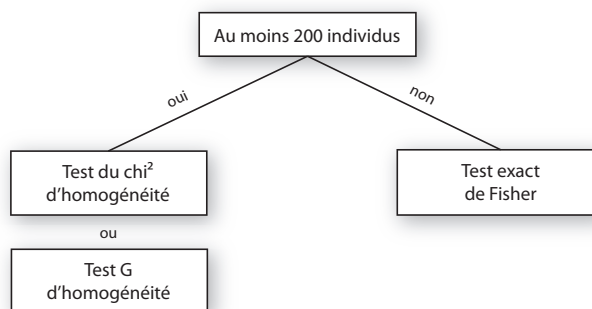 Au moins 200 individus
oui
non
Test du chi²
d’homogénéité
Test exact
de Fisher
ou
Test G
d’homogénéité